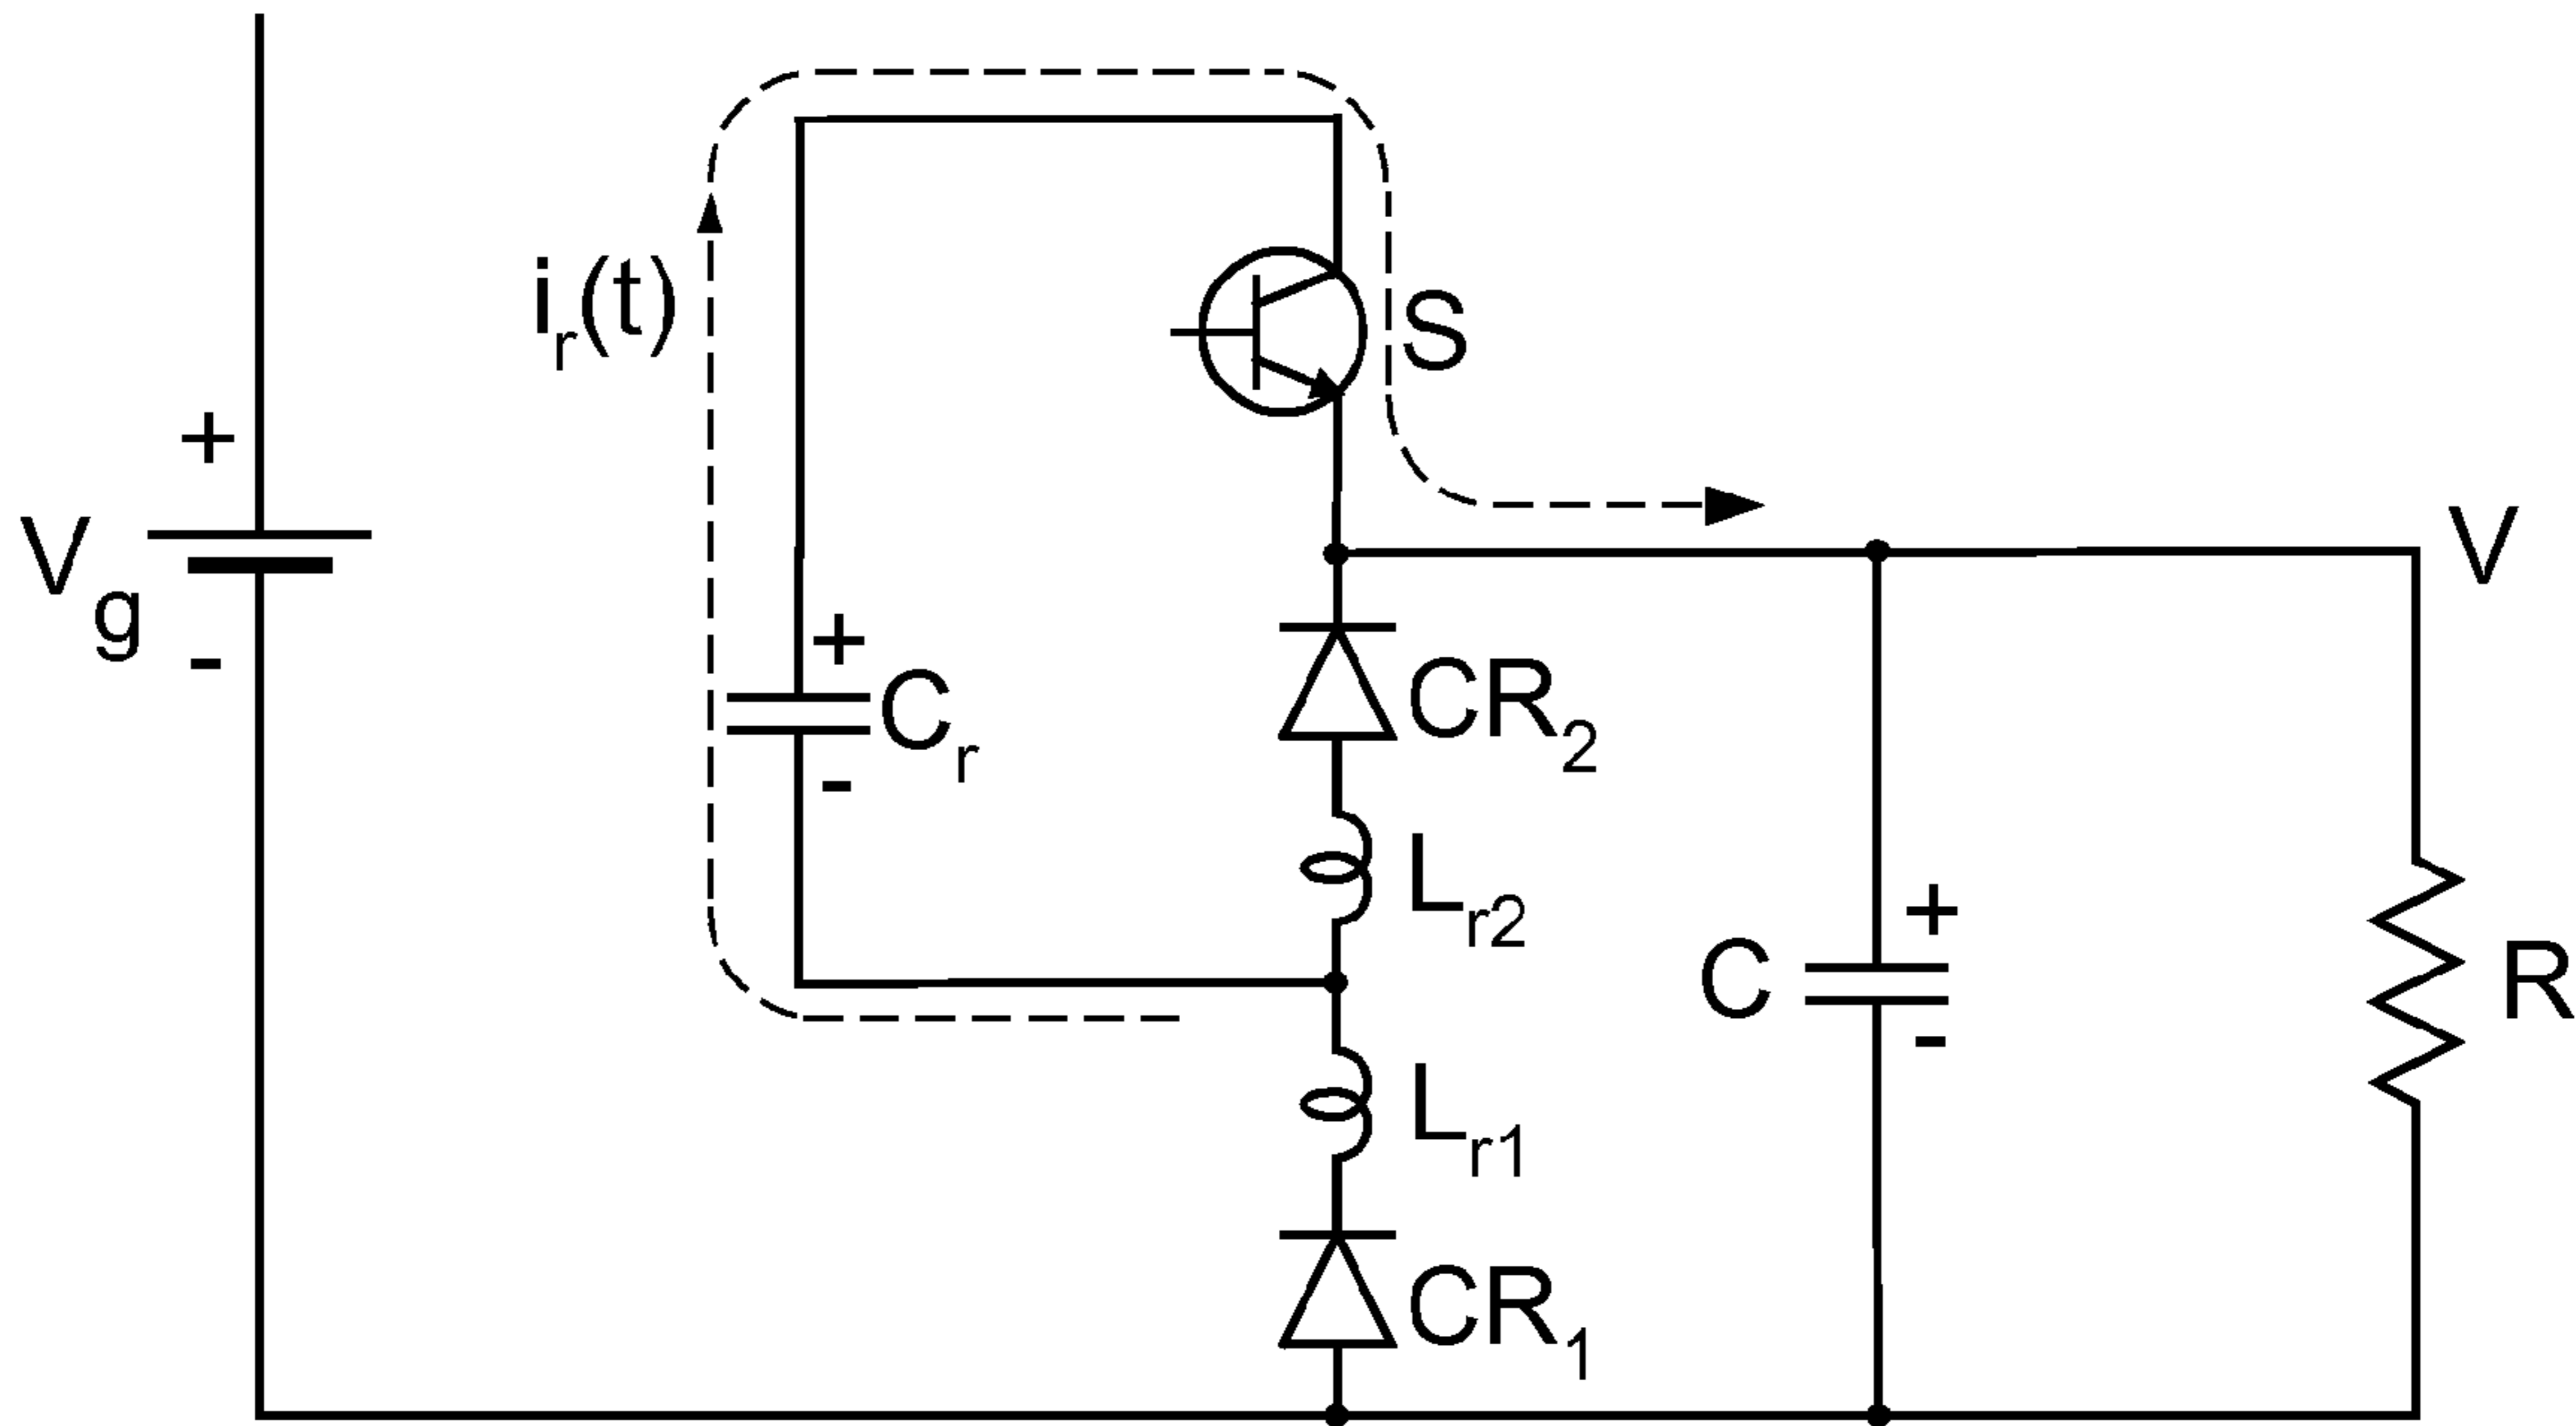 +
V_g
-
i_r(t)
S
V
+
C_r
-
CR_2
L_r2
L_r1
CR_1
+
C
-
R